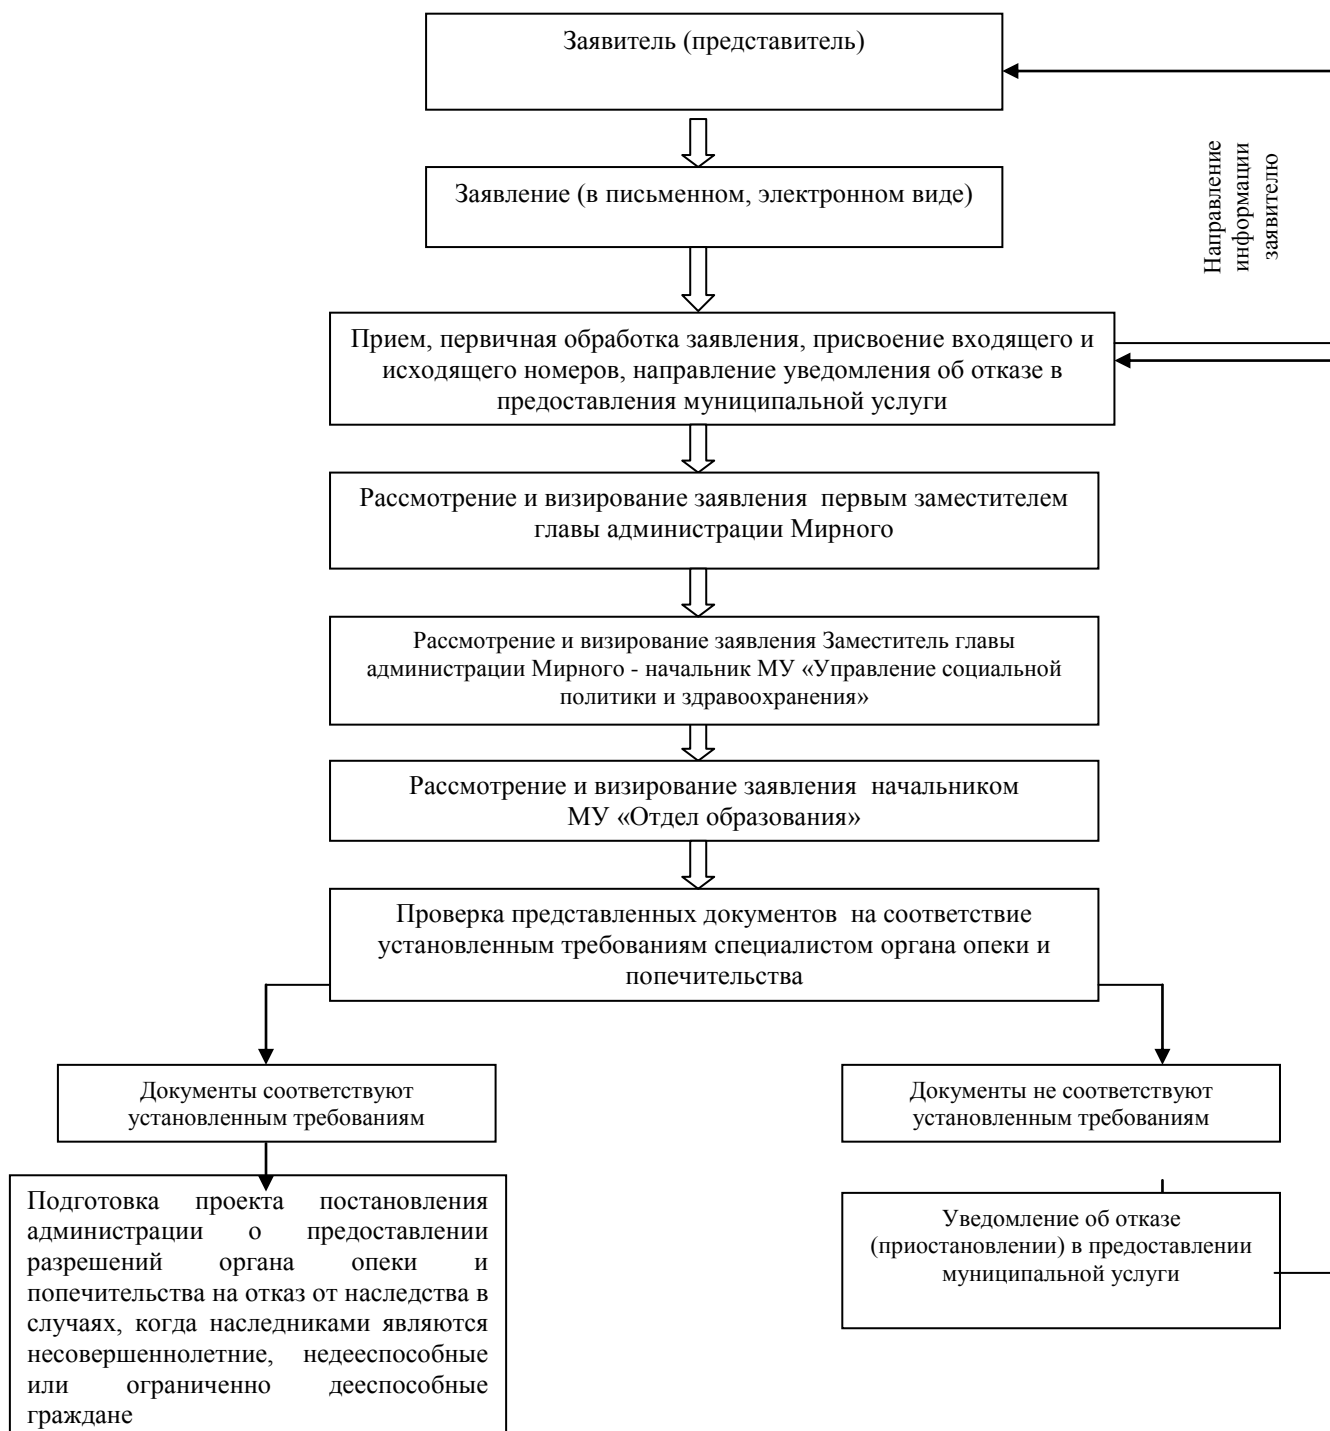 Заявитель (представитель)
Направление
информации
заявителю
Заявление (в письменном, электронном виде)
Прием, первичная обработка заявления, присвоение входящего и
исходящего номеров, направление уведомления об отказе в
предоставления муниципальной услуги
Рассмотрение и визирование заявления первым заместителем
главы администрации Мирного
Рассмотрение и визирование заявления Заместитель главы
администрации Мирного - начальник МУ «Управление социальной
политики и здравоохранения»
Рассмотрение и визирование заявления начальником
МУ «Отдел образования»
Проверка представленных документов на соответствие
установленным требованиям специалистом органа опеки и
попечительства
Документы соответствуют
установленным требованиям
Документы не соответствуют
установленным требованиям
Подготовка проекта постановления
администрации о предоставлении
разрешений органа опеки и
попечительства на отказ от наследства в
случаях, когда наследниками являются
несовершеннолетние, недееспособные
или ограниченно дееспособные
граждане
Уведомление об отказе
(приостановлении) в предоставлении
муниципальной услуги